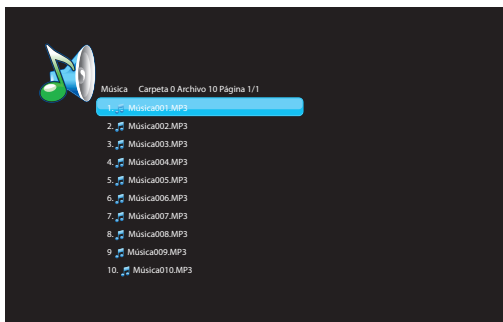 Música Carpeta 0 Archivo 10 Página 1/1
1. Música001.MP3
2. Música002.MP3
3. Música003.MP3
4. Música004.MP3
5. Música005.MP3
6. Música006.MP3
7. Música007.MP3
8. Música008.MP3
9 Música009.MP3
10. Música010.MP3